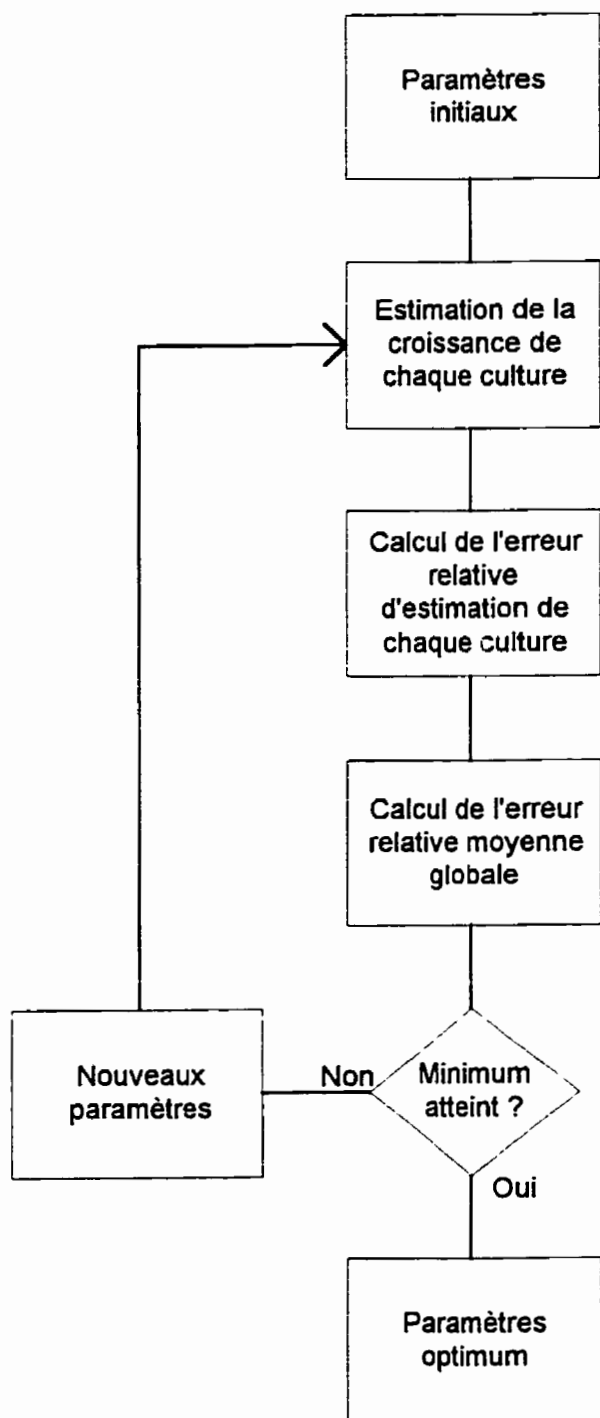 Paramètres
initiaux
Estimation de la
croissance de
chaque culture
Calcul de l'erreur
relative
d'estimation de
chaque culture
Calcul de l'erreur
relative moyenne
globale
Minimum
atteint ?
Non
Nouveaux
paramètres
Oui
Paramètres
optimum